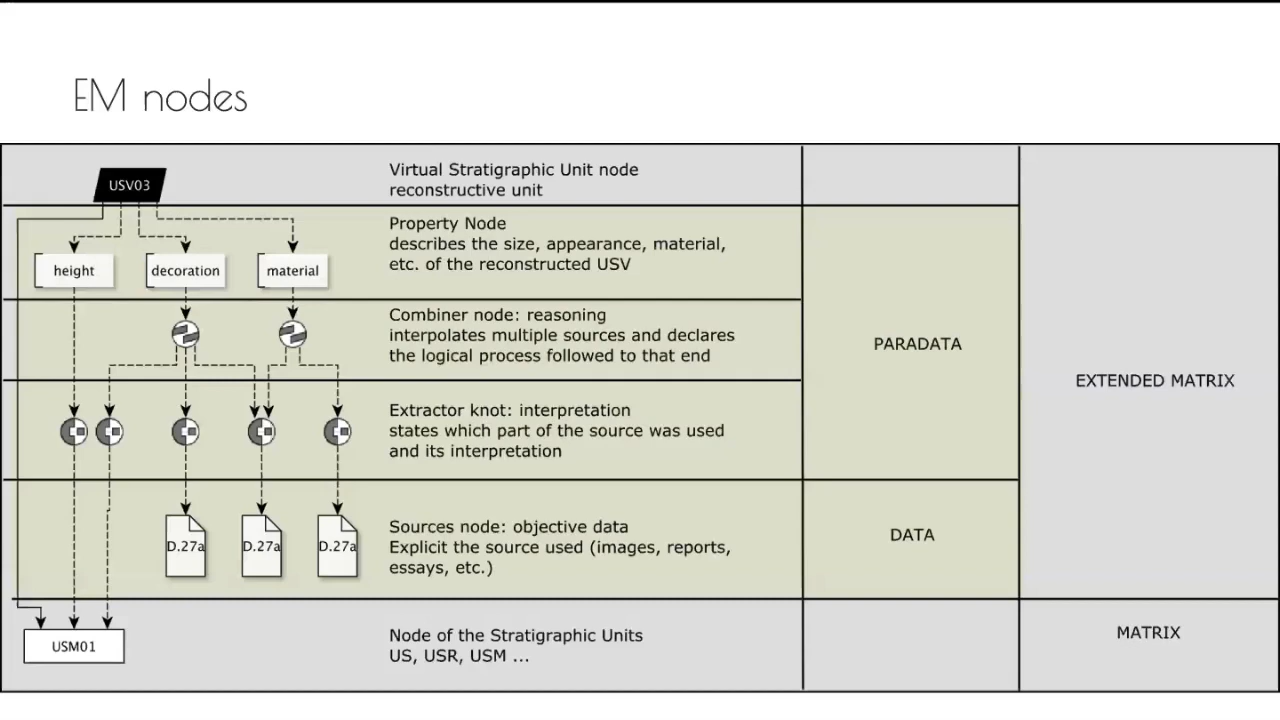 EM nodes
USV03
Virtual Stratigraphic Unit node
reconstructive unit
Property Node
describes the size, appearance, material,
etc. of the reconstructed USV
height
decoration
material
Combiner node: reasoning
interpolates multiple sources and declares
the logical process followed to that end
PARADATA
EXTENDED MATRIX
Extractor knot: interpretation
states which part of the source was used
and its interpretation
Sources node: objective data
Explicit the source used (images, reports,
essays, etc.)
D.27a
D.27a
D.27a
DATA
USM01
Node of the Stratigraphic Units
US, USR, USM ...
MATRIX